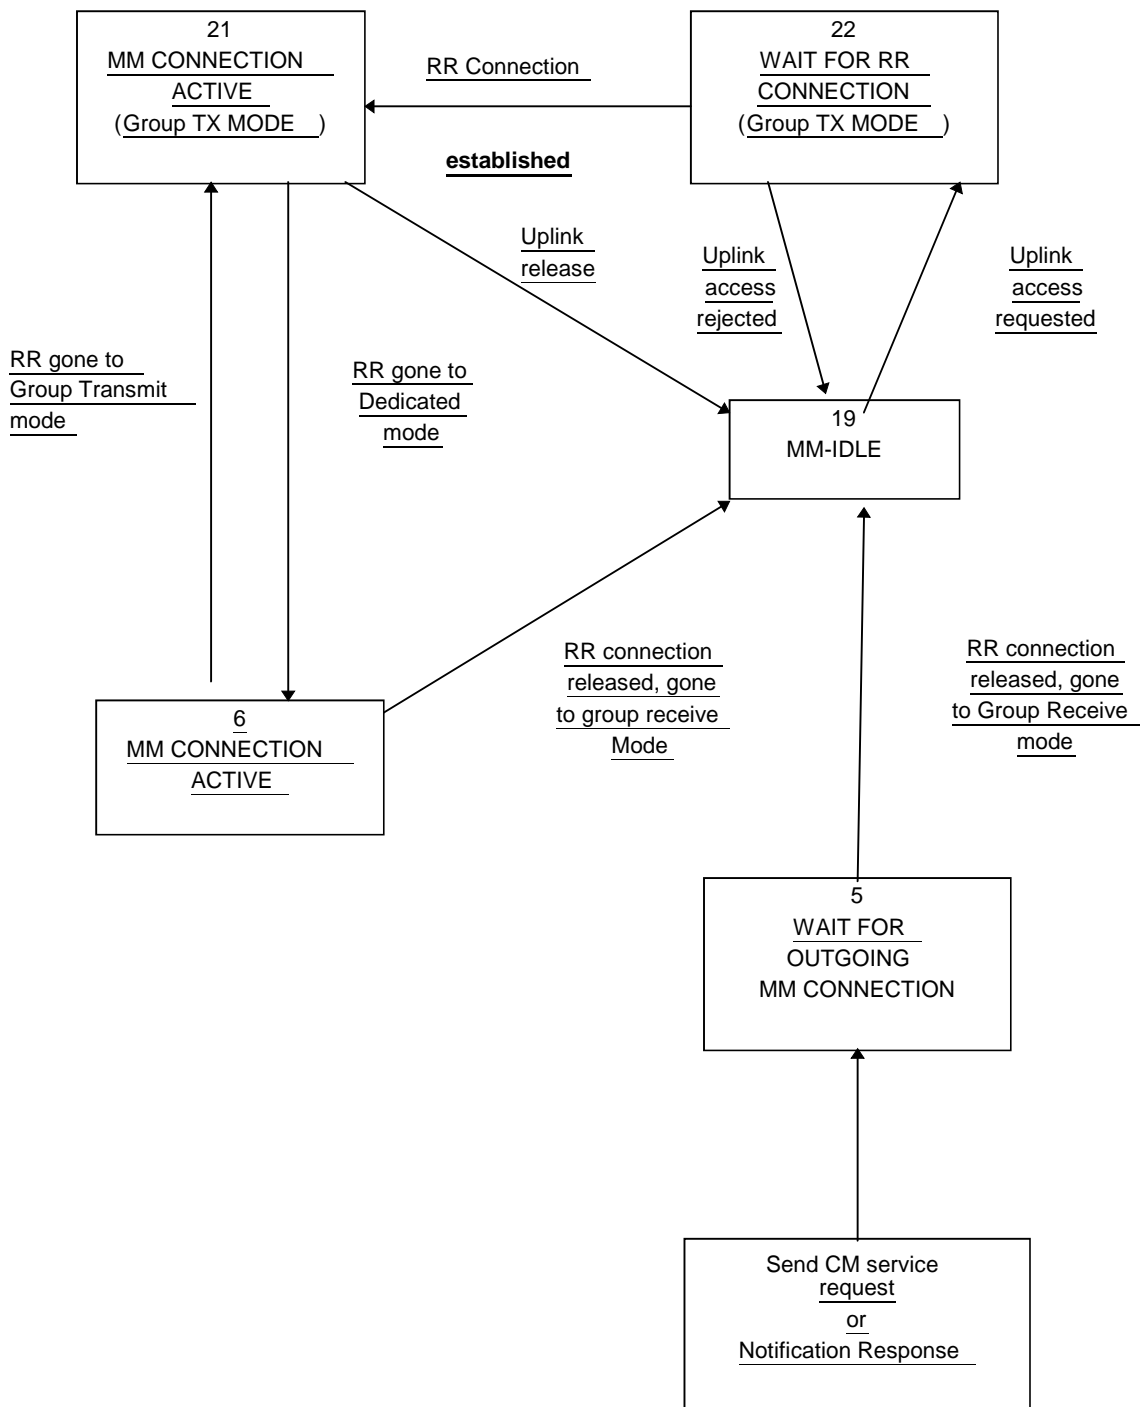 21
MM CONNECTION
ACTIVE
(Group TX MODE )
22
WAIT FOR RR
CONNECTION
(Group TX MODE )
RR Connection
established
Uplink
release
Uplink
access
rejected
Uplink
access
requested
RR gone to
Group Transmit
mode
RR gone to
Dedicated
mode
19
MM-IDLE
RR connection
released, gone
to group receive
Mode
RR connection
released, gone
to Group Receive
mode
6
MM CONNECTION
ACTIVE
5
WAIT FOR
OUTGOING
MM CONNECTION
Send CM service
request
or
Notification Response